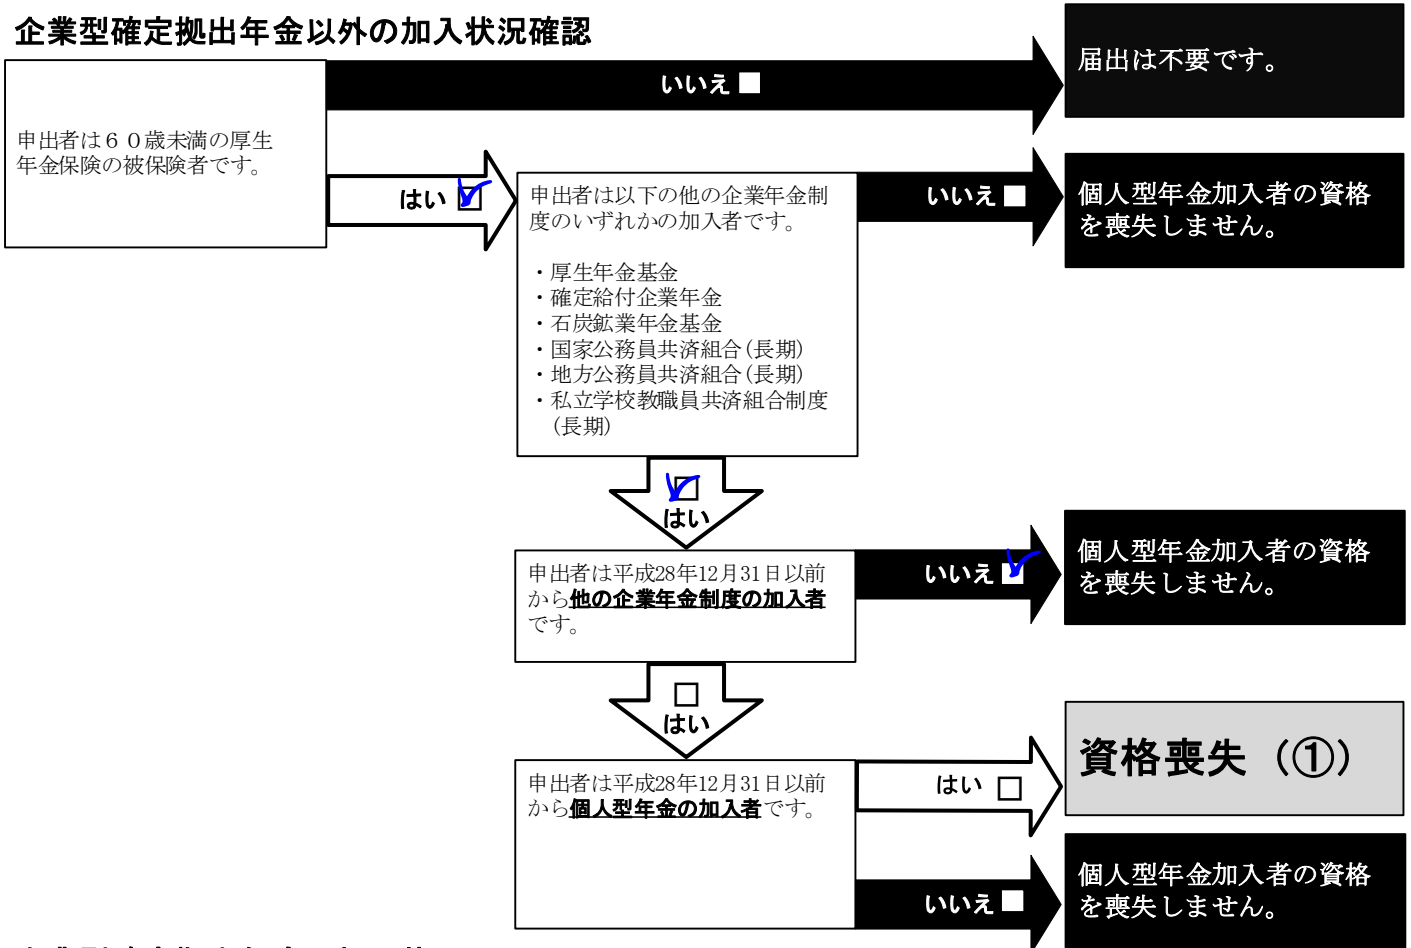 企業型確定拠出年金以外の加入状況確認
申出者は６０歳未満の厚生
年金保険の被保険者です。
いいえ
届出は不要です。
はい
申出者は以下の他の企業年金制
度のいずれかの加入者です。
・厚生年金基金
・確定給付企業年金
・石炭鉱業年金基金
・国家公務員共済組合(長期)
・地方公務員共済組合(長期)
・私立学校教職員共済組合制度
(長期)
いいえ
個人型年金加入者の資格
を喪失しません。
はい
申出者は平成28年12月31日以前
から他の企業年金制度の加入者
です。
いいえ
個人型年金加入者の資格
を喪失しません。
はい
申出者は平成28年12月31日以前
から個人型年金の加入者です。
はい
資格喪失（①）
いいえ
個人型年金加入者の資格
を喪失しません。